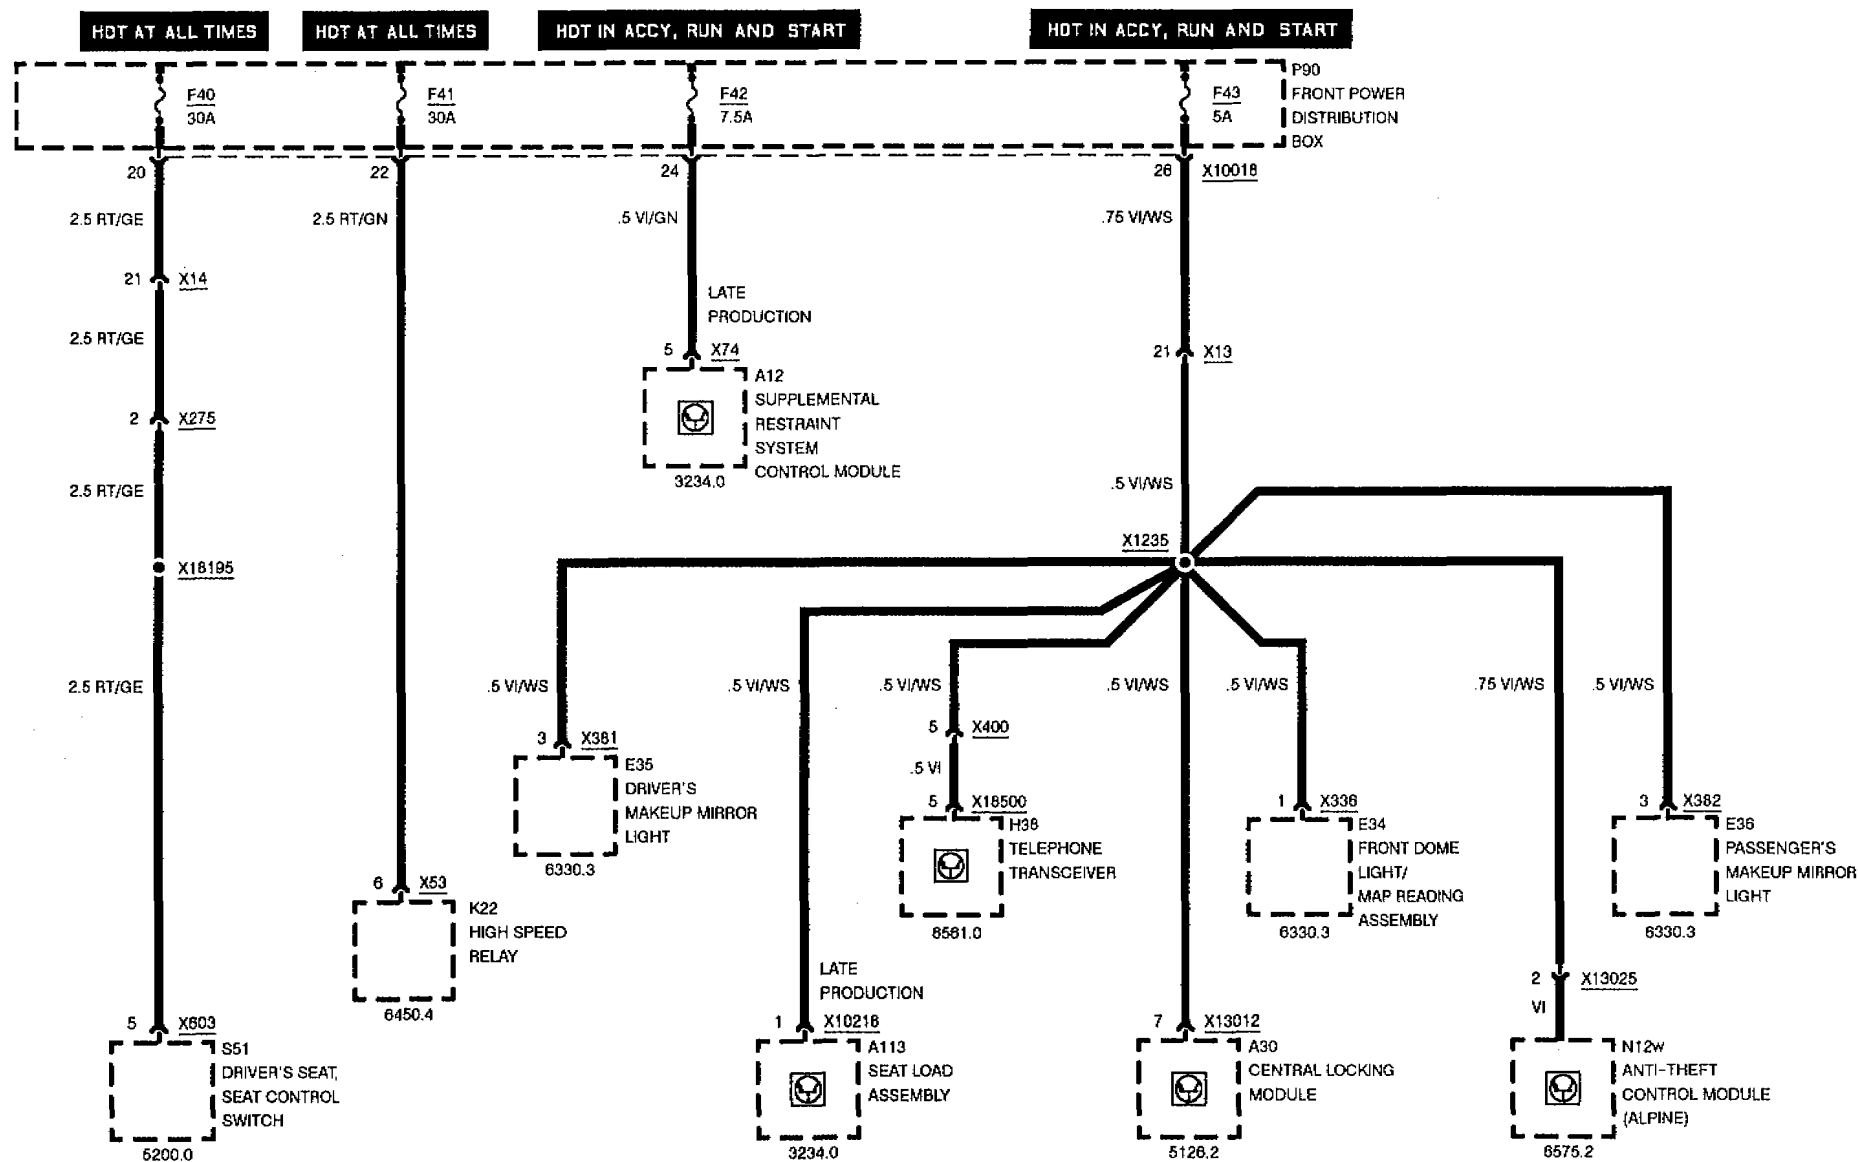 HOT AT ALL TIMES
HOT AT ALL TIMES
HOT IN ACCY, RUN AND START
HOT IN ACCY, RUN AND START
F40
30A
F41
30A
F42
7.5A
F43
5A
P90
FRONT POWER
DISTRIBUTION
BOX
20
22
24
26
X10018
2.5 RT/GE
2.5 RT/GN
.5 VI/GN
.75 VI/WS
21
X14
LATE
PRODUCTION
2.5 RT/GE
5
X74
21
X13
A12
SUPPLEMENTAL
RESTRAINT
SYSTEM
CONTROL MODULE
3234.0
2
X275
2.5 RT/GE
.5 VI/WS
X1235
X18195
2.5 RT/GE
.5 VI/WS
.5 VI/WS
.5 VI/WS
.5 VI/WS
.5 VI/WS
.75 VI/WS
.5 VI/WS
3
X381
E35
DRIVER'S
MAKEUP MIRROR
LIGHT
6330.3
5
X400
.5 VI
5
X18500
H38
TELEPHONE
TRANSCEIVER
8581.0
1
X336
E34
FRONT DOME
LIGHT/
MAP READING
ASSEMBLY
6330.3
3
X382
E36
PASSENGER'S
MAKEUP MIRROR
LIGHT
6330.3
6
X53
K22
HIGH SPEED
RELAY
6450.4
LATE
PRODUCTION
2
X13025
VI
5
X603
S51
DRIVER'S SEAT,
SEAT CONTROL
SWITCH
5200.0
1
X10218
A113
SEAT LOAD
ASSEMBLY
3234.0
7
X13012
A30
CENTRAL LOCKING
MODULE
5126.2
N12w
ANTI-THEFT
CONTROL MODULE
(ALPINE)
6575.2